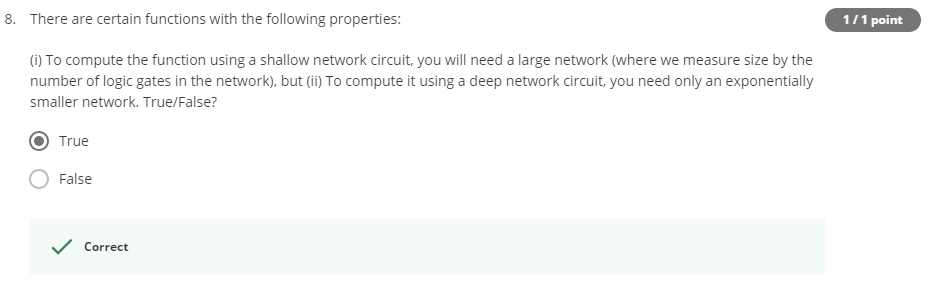 8. There are certain functions with the following properties:
1 / 1 point
(i) To compute the function using a shallow network circuit, you will need a large network (where we measure size by the
number of logic gates in the network), but (ii) To compute it using a deep network circuit, you need only an exponentially
smaller network. True/False?
True
False
Correct